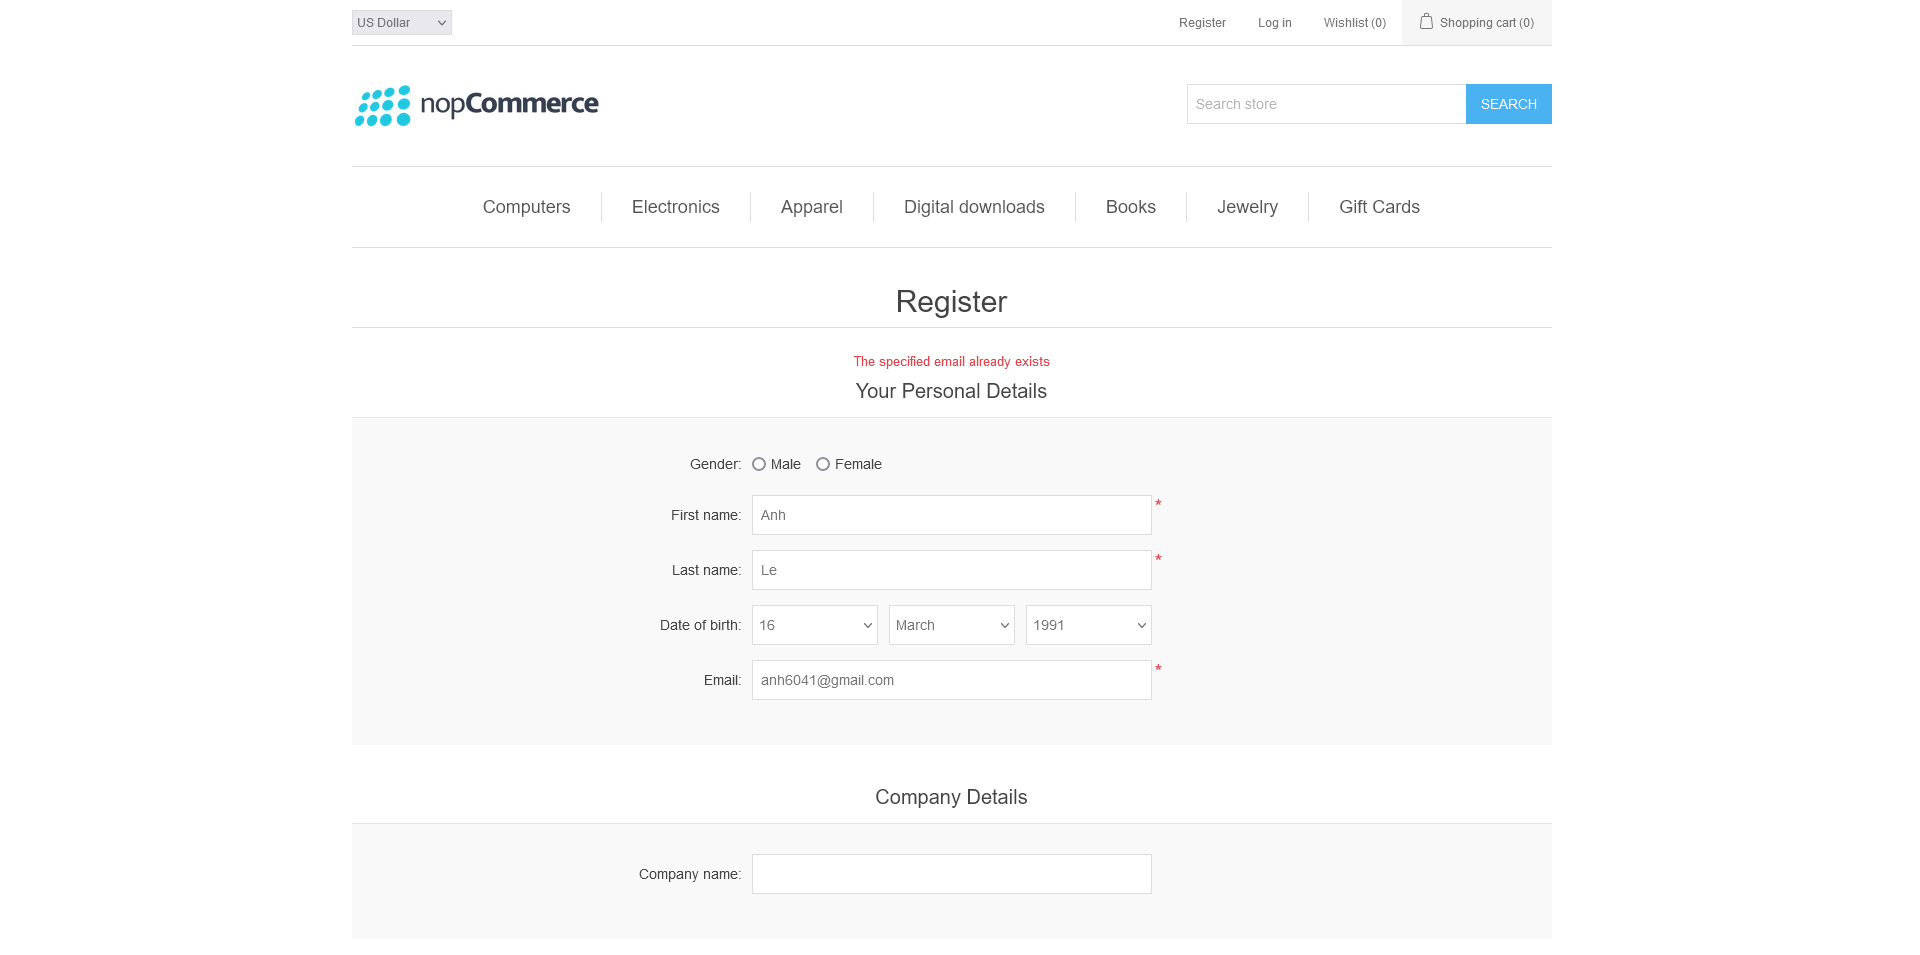 US Dollar Register Log in Wishlist (0) Shopping cart (0)
nopCommerce Search store SEARCH
Computers Electronics Apparel Digital downloads Books Jewelry Gift Cards
Register
The specified email already exists
Your Personal Details
Gender: Male Female
First name: Anh *
Last name: Le *
Date of birth: 16 March 1991
Email: anh6041@gmail.com *
Company Details
Company name: